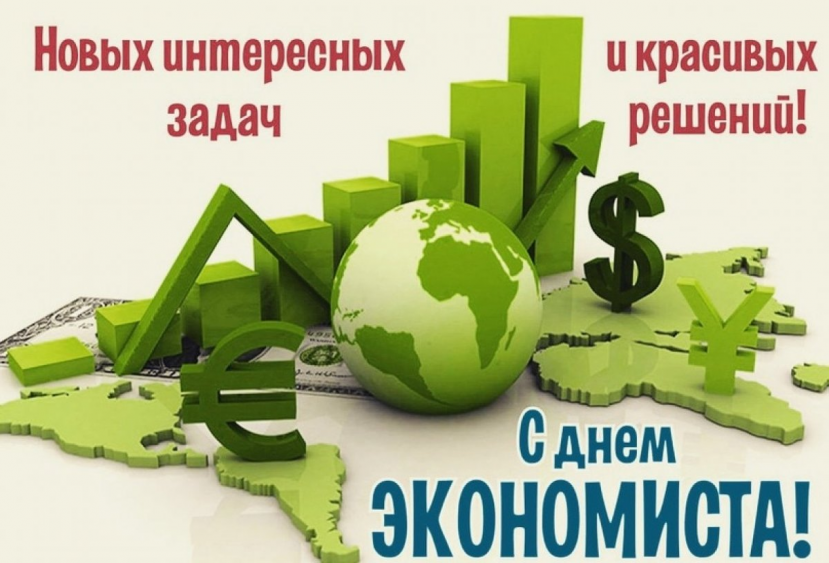 Новых интересных
задач
и красивых
решений!
С днем
ЭКОНОМИСТА!